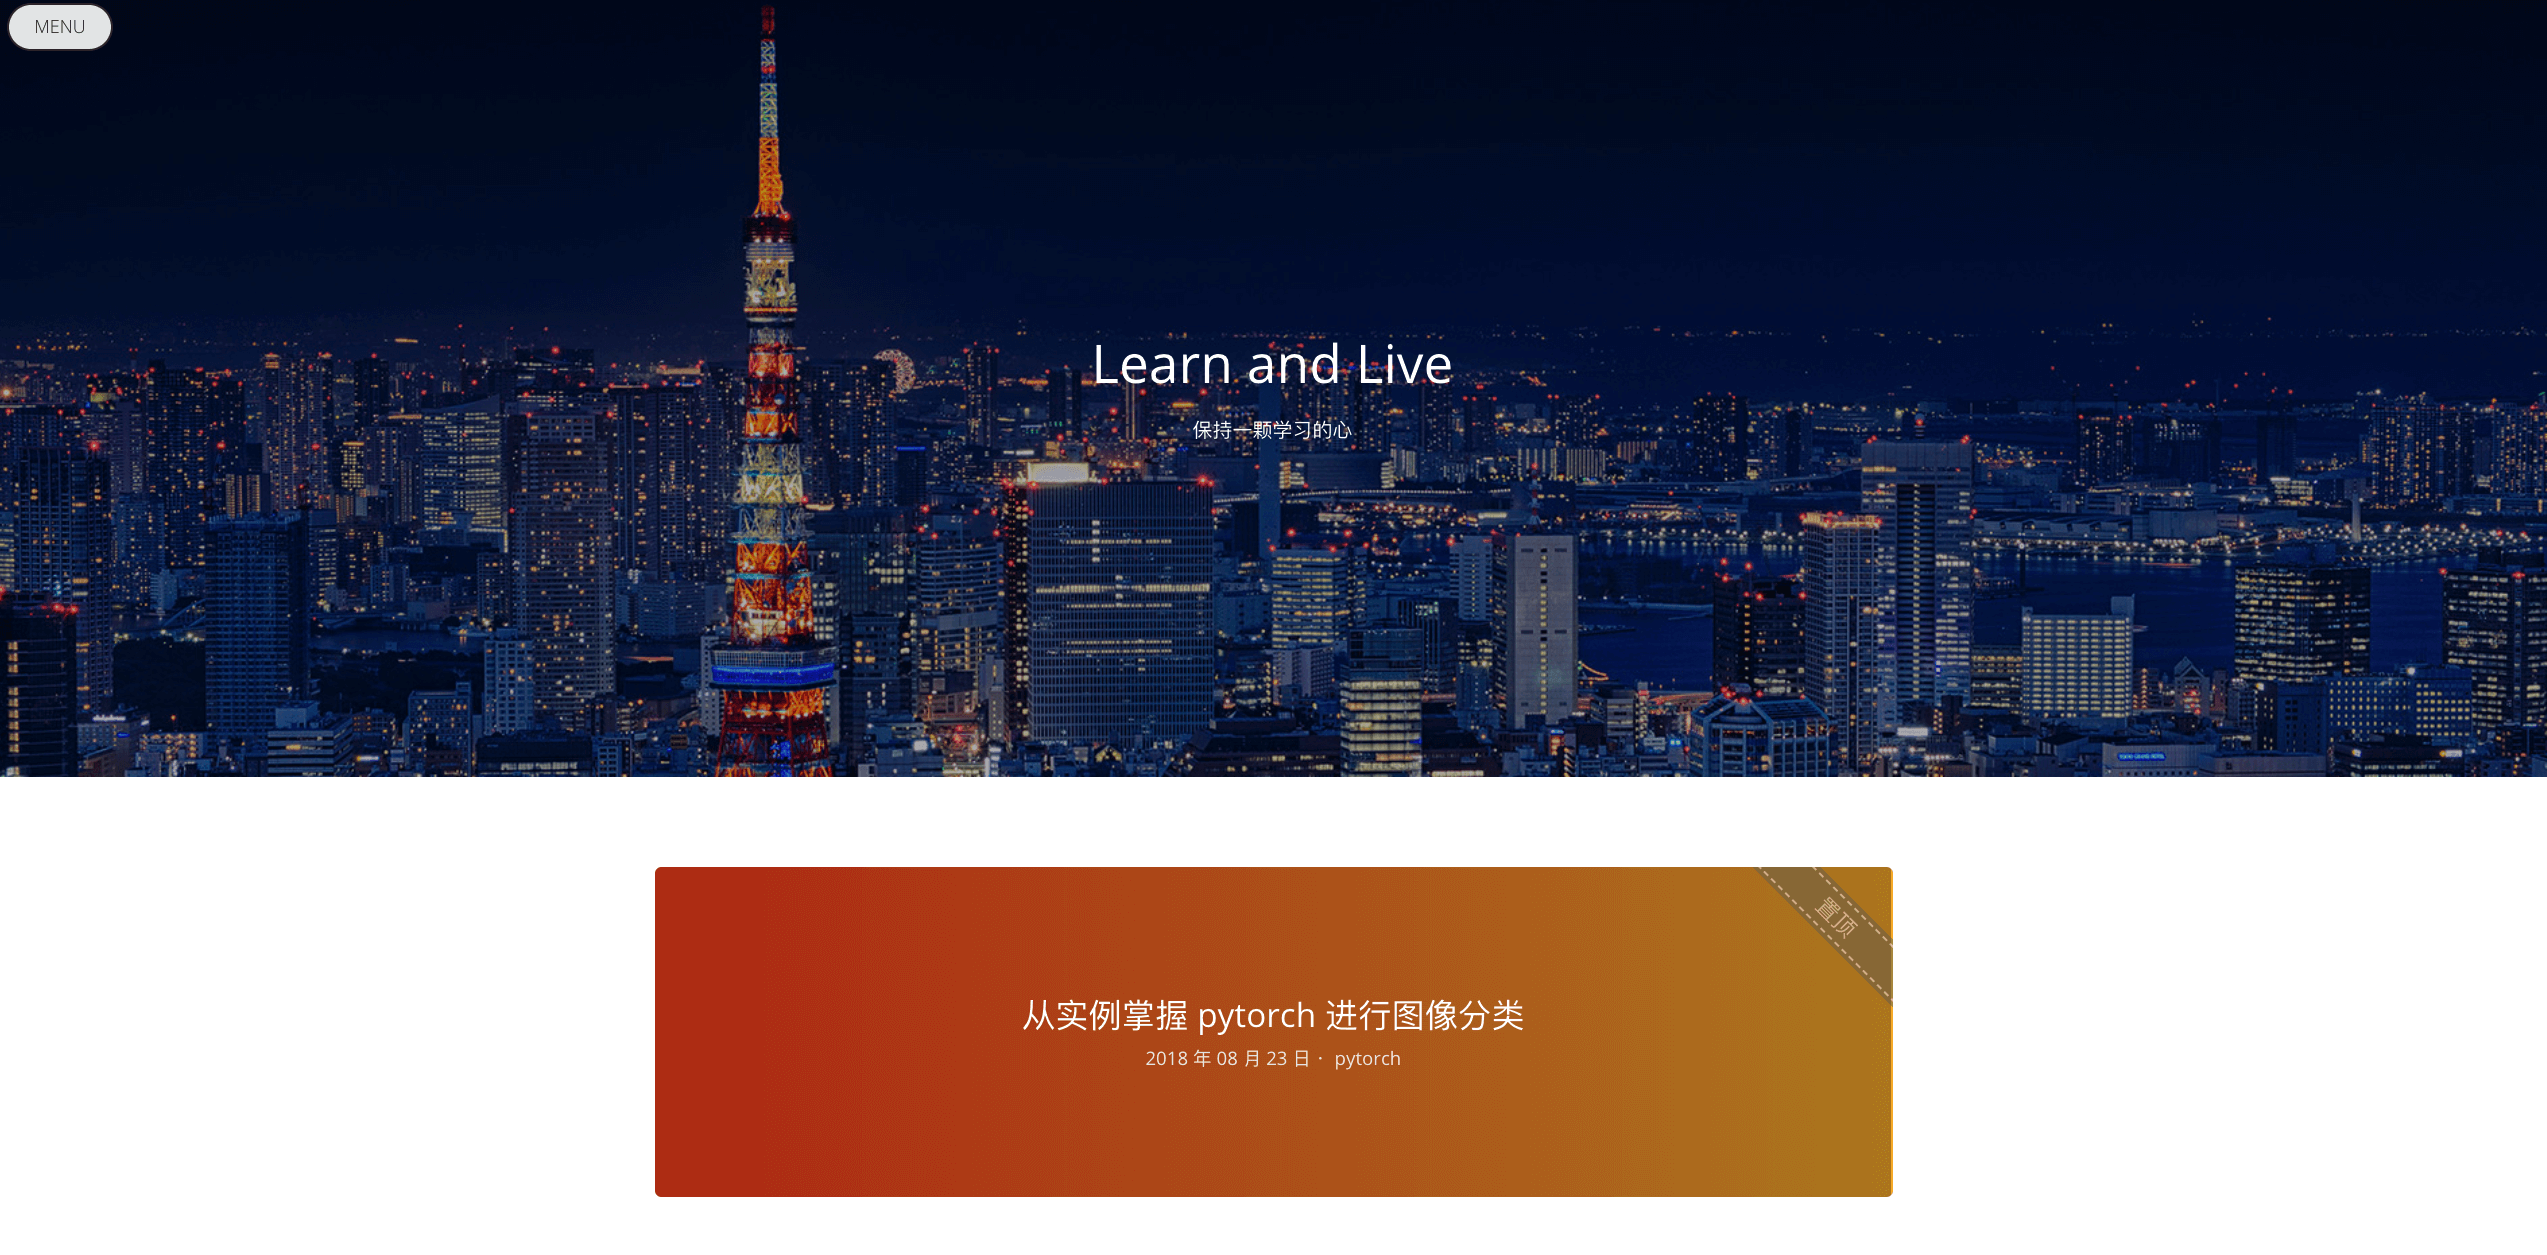 MENU
Learn and Live
保持一颗学习的心
置顶
从实例掌握 pytorch 进行图像分类
2018 年 08 月 23 日 · pytorch